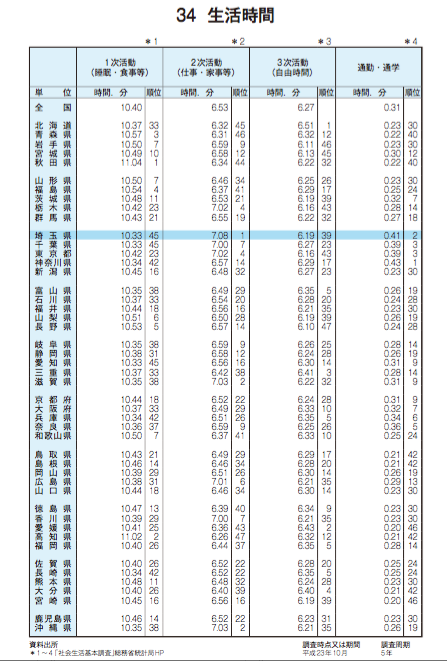 34 生活時間
＊1 ＊2 ＊3 ＊4
1次活動 2次活動 3次活動 通勤・通学
（睡眠・食事等） （仕事・家事等） （自由時間）
単位 時間．分 順位 時間．分 順位 時間．分 順位 時間．分 順位
全国 10.40 6.53 6.27 0.31
北海道 10.37 33 6.32 45 6.51 1 0.23 30
青森県 10.57 3 6.31 46 6.32 12 0.22 40
岩手県 10.50 7 6.59 9 6.11 46 0.23 30
宮城県 10.49 10 6.58 12 6.13 45 0.30 12
秋田県 11.04 1 6.34 44 6.32 22 0.22 40
山形県 10.50 7 6.46 34 6.25 26 0.23 30
福島県 10.54 4 6.37 41 6.29 17 0.25 24
茨城県 10.48 11 6.53 21 6.19 39 0.32 7
栃木県 10.42 23 7.02 4 6.16 43 0.28 14
群馬県 10.43 21 6.55 19 6.22 32 0.27 18
埼玉県 10.33 45 7.08 1 6.19 39 0.41 2
千葉県 10.33 45 7.00 7 6.27 23 0.39 3
東京都 10.42 23 7.02 4 6.16 43 0.39 3
神奈川県 10.34 42 6.57 14 6.29 17 0.43 1
新潟県 10.45 16 6.48 32 6.27 23 0.23 30
富山県 10.35 38 6.49 29 6.35 5 0.26 19
石川県 10.37 33 6.54 20 6.28 20 0.24 28
福井県 10.44 18 6.56 16 6.21 35 0.23 30
山梨県 10.51 6 6.50 28 6.19 39 0.26 19
長野県 10.53 5 6.57 14 6.10 47 0.24 28
岐阜県 10.35 38 6.59 9 6.26 25 0.28 14
静岡県 10.38 31 6.58 12 6.24 28 0.26 19
愛知県 10.33 45 6.56 16 6.30 14 0.31 9
三重県 10.37 33 6.42 38 6.41 3 0.28 14
滋賀県 10.35 38 7.03 2 6.22 32 0.31 9
京都府 10.44 18 6.52 22 6.24 28 0.31 9
大阪府 10.37 33 6.49 29 6.33 10 0.32 7
兵庫県 10.34 42 6.51 26 6.35 5 0.34 6
奈良県 10.36 37 6.59 9 6.25 26 0.36 5
和歌山県 10.50 7 6.37 41 6.33 10 0.25 24
鳥取県 10.43 21 6.49 29 6.29 17 0.21 42
島根県 10.46 14 6.46 34 6.28 20 0.21 42
岡山県 10.39 29 6.51 26 6.30 14 0.26 19
広島県 10.38 31 7.01 6 6.21 35 0.29 13
山口県 10.44 18 6.46 34 6.30 14 0.23 30
徳島県 10.47 13 6.39 40 6.34 9 0.23 30
香川県 10.39 29 7.00 7 6.21 35 0.23 30
愛媛県 10.41 25 6.36 43 6.43 2 0.20 46
高知県 11.02 2 6.26 47 6.32 12 0.21 42
福岡県 10.40 26 6.44 37 6.35 5 0.28 14
佐賀県 10.40 26 6.52 22 6.28 20 0.25 24
長崎県 10.34 42 6.52 22 6.35 5 0.25 24
熊本県 10.48 11 6.48 32 6.24 28 0.23 30
大分県 10.40 26 6.40 39 6.40 4 0.21 42
宮崎県 10.45 16 6.56 16 6.19 39 0.20 46
鹿児島県 10.46 14 6.52 22 6.23 31 0.23 30
沖縄県 10.35 38 7.03 2 6.21 35 0.26 19
資料出所 調査時点又は期間 調査周期
＊1～4「社会生活基本調査」総務省統計局HP 平成23年10月 5年